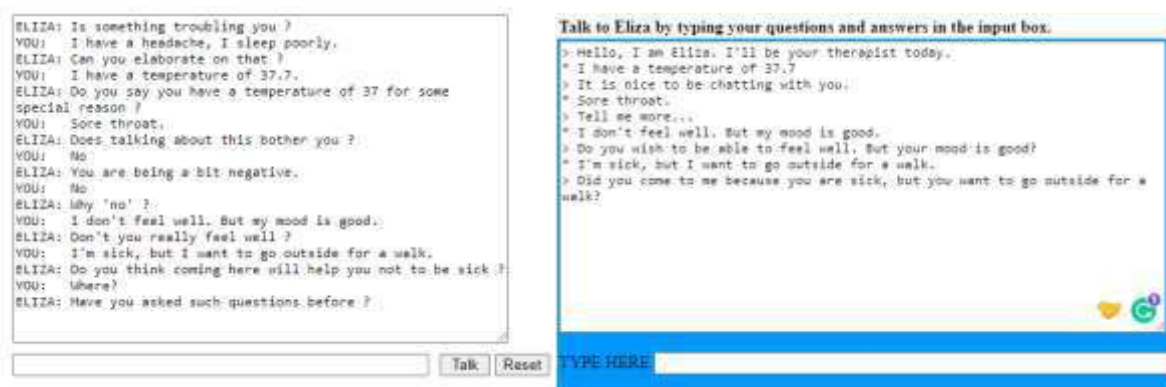 ELIZA: Is something troubling you ?
YOU: I have a headache, I sleep poorly.
ELIZA: Can you elaborate on that ?
YOU: I have a temperature of 37.7.
ELIZA: Do you say you have a temperature of 37 for some
special reason ?
YOU: Sore throat.
ELIZA: Does talking about this bother you ?
YOU: No
ELIZA: You are being a bit negative.
YOU: No
ELIZA: Why 'no' ?
YOU: I don't feel well. But my mood is good.
ELIZA: Don't you really feel well ?
YOU: I'm sick, but I want to go outside for a walk.
ELIZA: Do you think coming here will help you not to be sick ?
YOU: Where?
ELIZA: Have you asked such questions before ?
Talk Reset
Talk to Eliza by typing your questions and answers in the input box.
> Hello, I am Eliza. I'll be your therapist today.
* I have a temperature of 37.7
> It is nice to be chatting with you.
* Sore throat.
> Tell me more...
* I don't feel well. But my mood is good.
> Do you wish to be able to feel well. But your mood is good?
* I'm sick, but I want to go outside for a walk.
> Did you come to me because you are sick, but you want to go outside for a
walk?
TYPE HERE